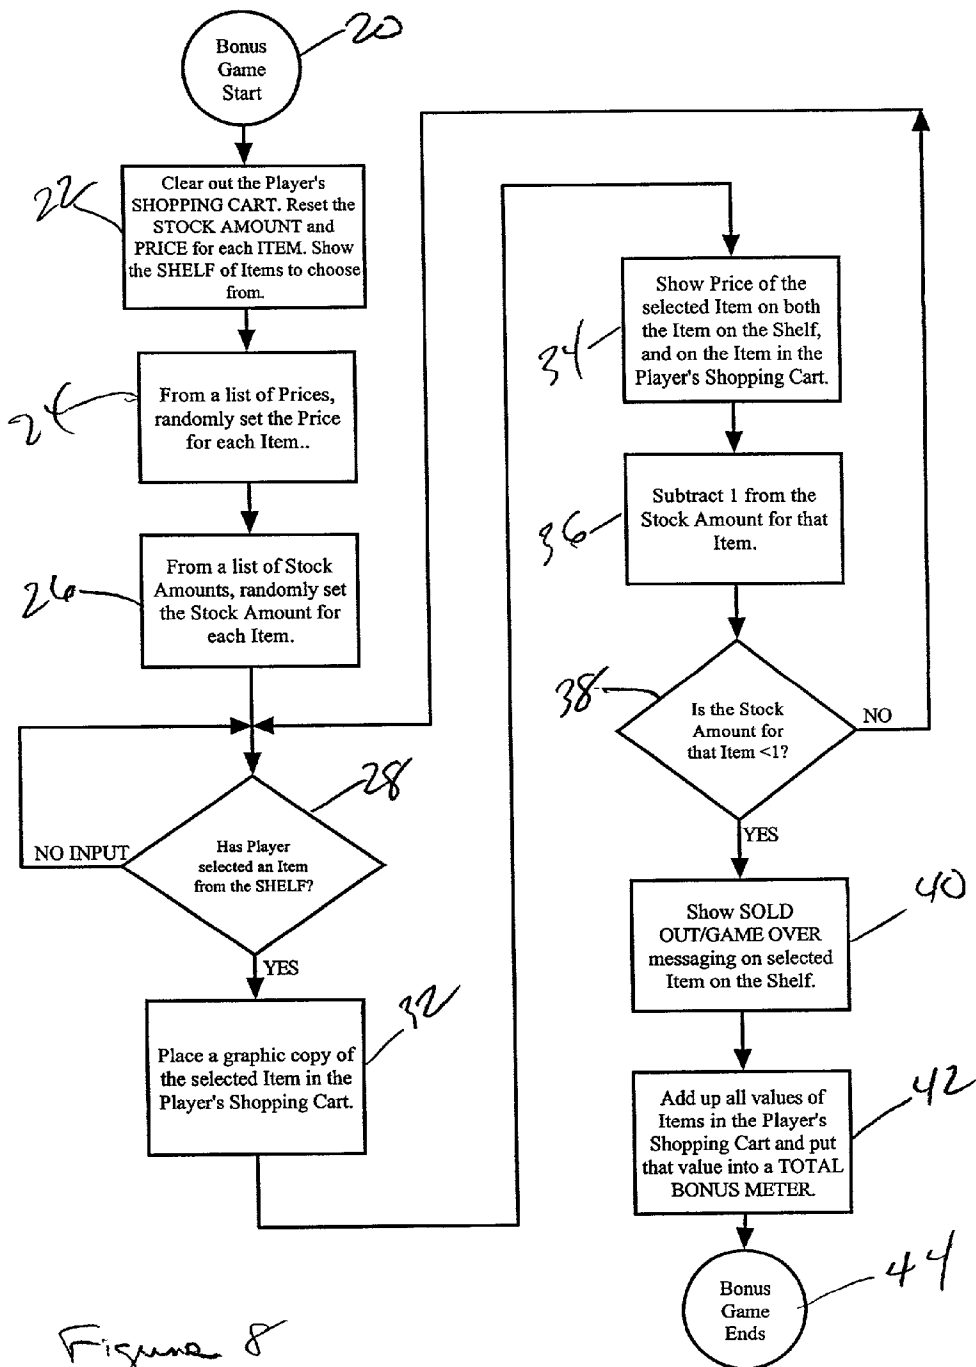 20
Bonus
Game
Start
22
Clear out the Player's
SHOPPING CART. Reset the
STOCK AMOUNT and
PRICE for each ITEM. Show
the SHELF of Items to choose
from.
24
From a list of Prices,
randomly set the Price
for each Item..
26
From a list of Stock
Amounts, randomly set
the Stock Amount for
each Item.
28
Has Player
selected an Item
from the SHELF?
NO INPUT
YES
32
Place a graphic copy of
the selected Item in the
Player's Shopping Cart.
34
Show Price of the
selected Item on both
the Item on the Shelf,
and on the Item in the
Player's Shopping Cart.
36
Subtract 1 from the
Stock Amount for that
Item.
38
Is the Stock
Amount for
that Item <1?
NO
YES
40
Show SOLD
OUT/GAME OVER
messaging on selected
Item on the Shelf.
42
Add up all values of
Items in the Player's
Shopping Cart and put
that value into a TOTAL
BONUS METER.
44
Bonus
Game
Ends
Figure 8